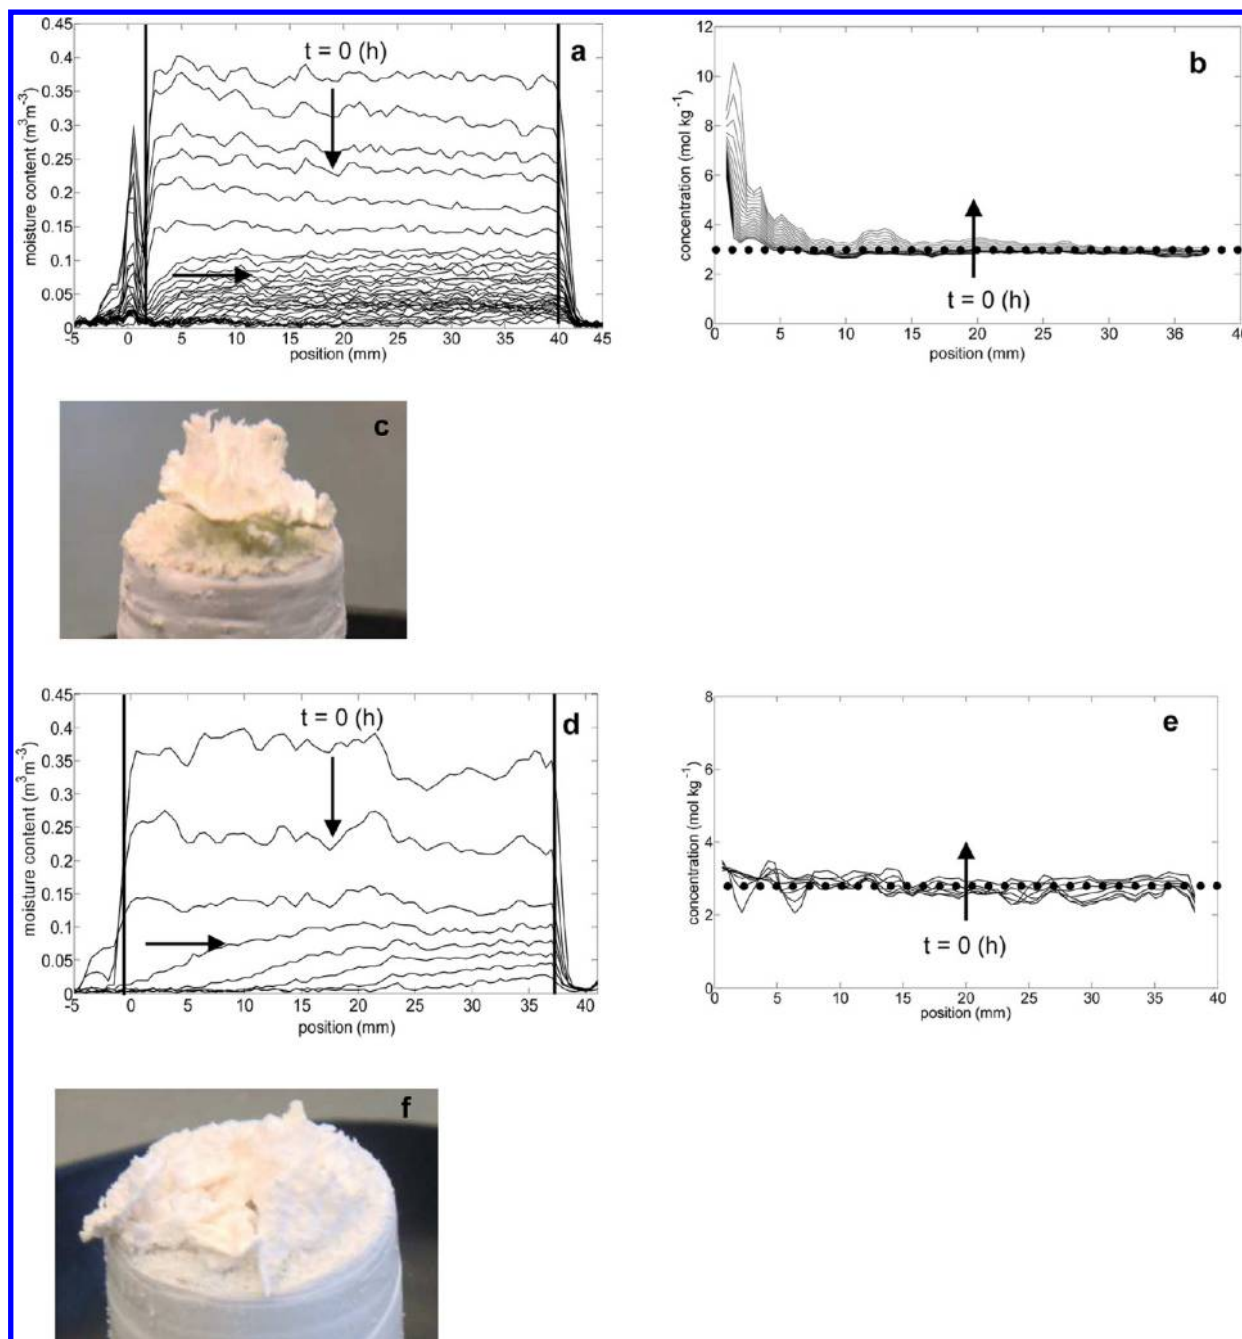 0.45
0.4
0.35
0.3
0.25
0.2
0.15
0.1
0.05
0
moisture content (m³m⁻³)
t = 0 (h)
a
-5 0 5 10 15 20 25 30 35 40 45
position (mm)
12
10
8
6
4
2
0
concentration (mol kg⁻¹)
b
t = 0 (h)
0 5 10 15 20 25 30 36 40
position (mm)
c
0.45
0.4
0.35
0.3
0.25
0.2
0.15
0.1
0.05
0
moisture content (m³m⁻³)
t = 0 (h)
d
-5 0 5 10 15 20 25 30 35 40
position (mm)
8
6
4
2
0
concentration (mol kg⁻¹)
e
t = 0 (h)
0 5 10 15 20 25 30 35 40
position (mm)
f